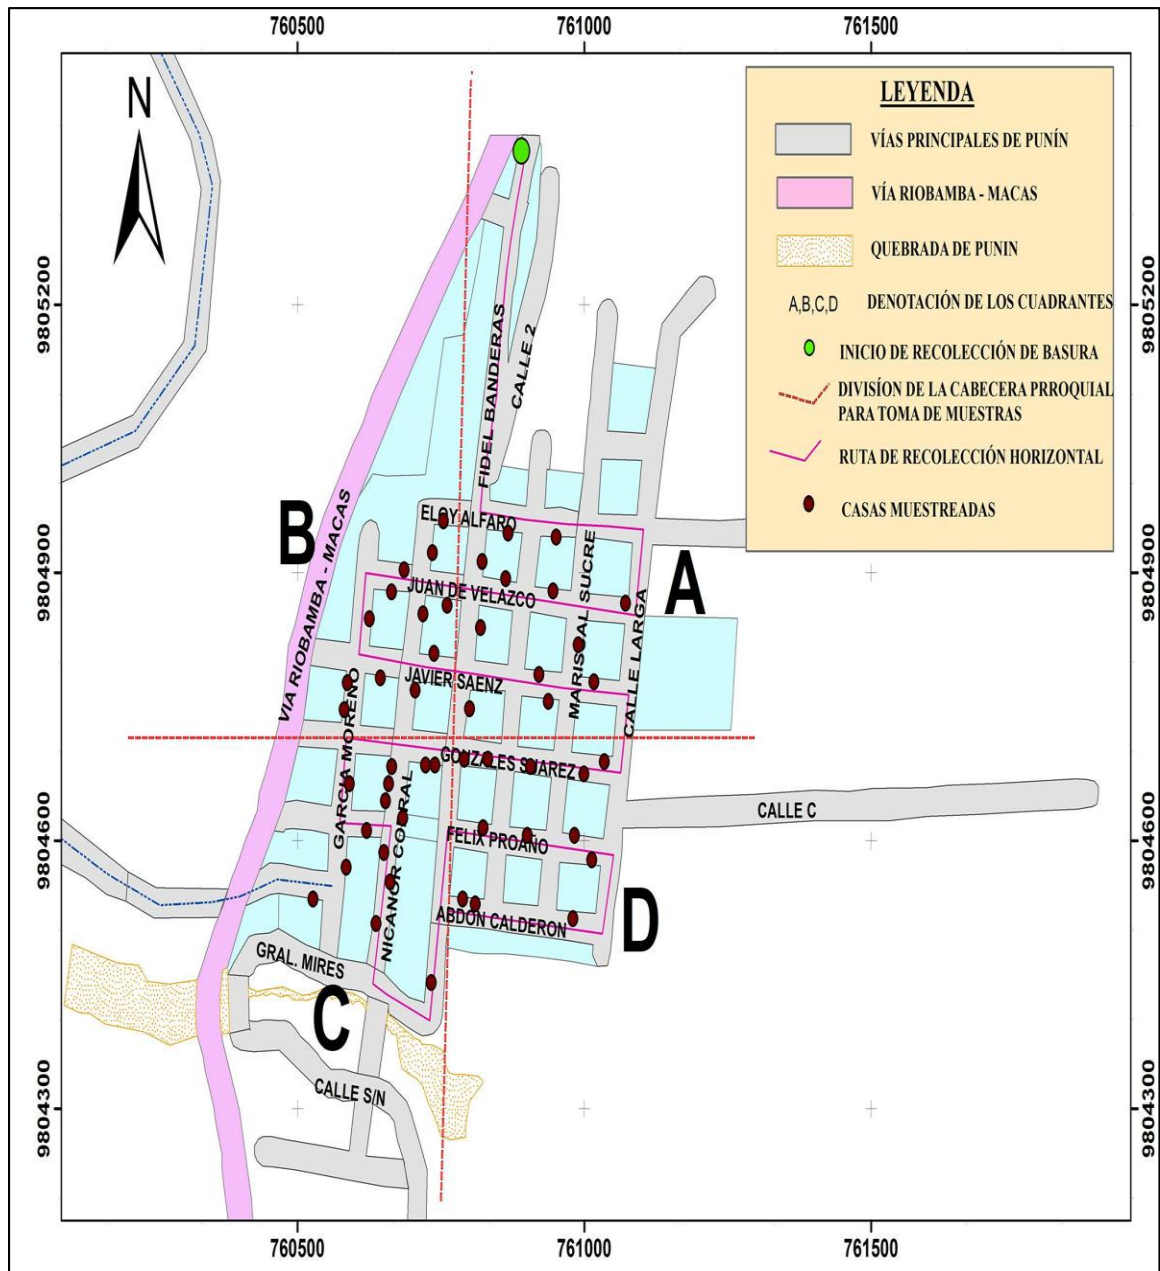 760500
761000
761500
N
LEYENDA
VÍAS PRINCIPALES DE PUNÍN
VÍA RIOBAMBA - MACAS
QUEBRADA DE PUNIN
A,B,C,D
DENOTACIÓN DE LOS CUADRANTES
INICIO DE RECOLECCIÓN DE BASURA
DIVISÍON DE LA CABECERA PRROQUIAL
PARA TOMA DE MUESTRAS
RUTA DE RECOLECCIÓN HORIZONTAL
CASAS MUESTREADAS
9805200
9805200
FIDEL BANDERAS
CALLE 2
ELOY ALFARO
B
9804900
9804900
A
VIA RIOBAMBA - MACAS
JUAN DE VELAZCO
MARISCAL SUCRE
CALLE LARGA
JAVIER SAENZ
GARCIA MORENO
GONZALES SUAREZ
NICANOR CORRAL
CALLE C
9804600
9804600
FELIX PROAÑO
ABDON CALDERON
D
GRAL. MIRES
C
CALLE S/N
9804300
9804300
760500
761000
761500